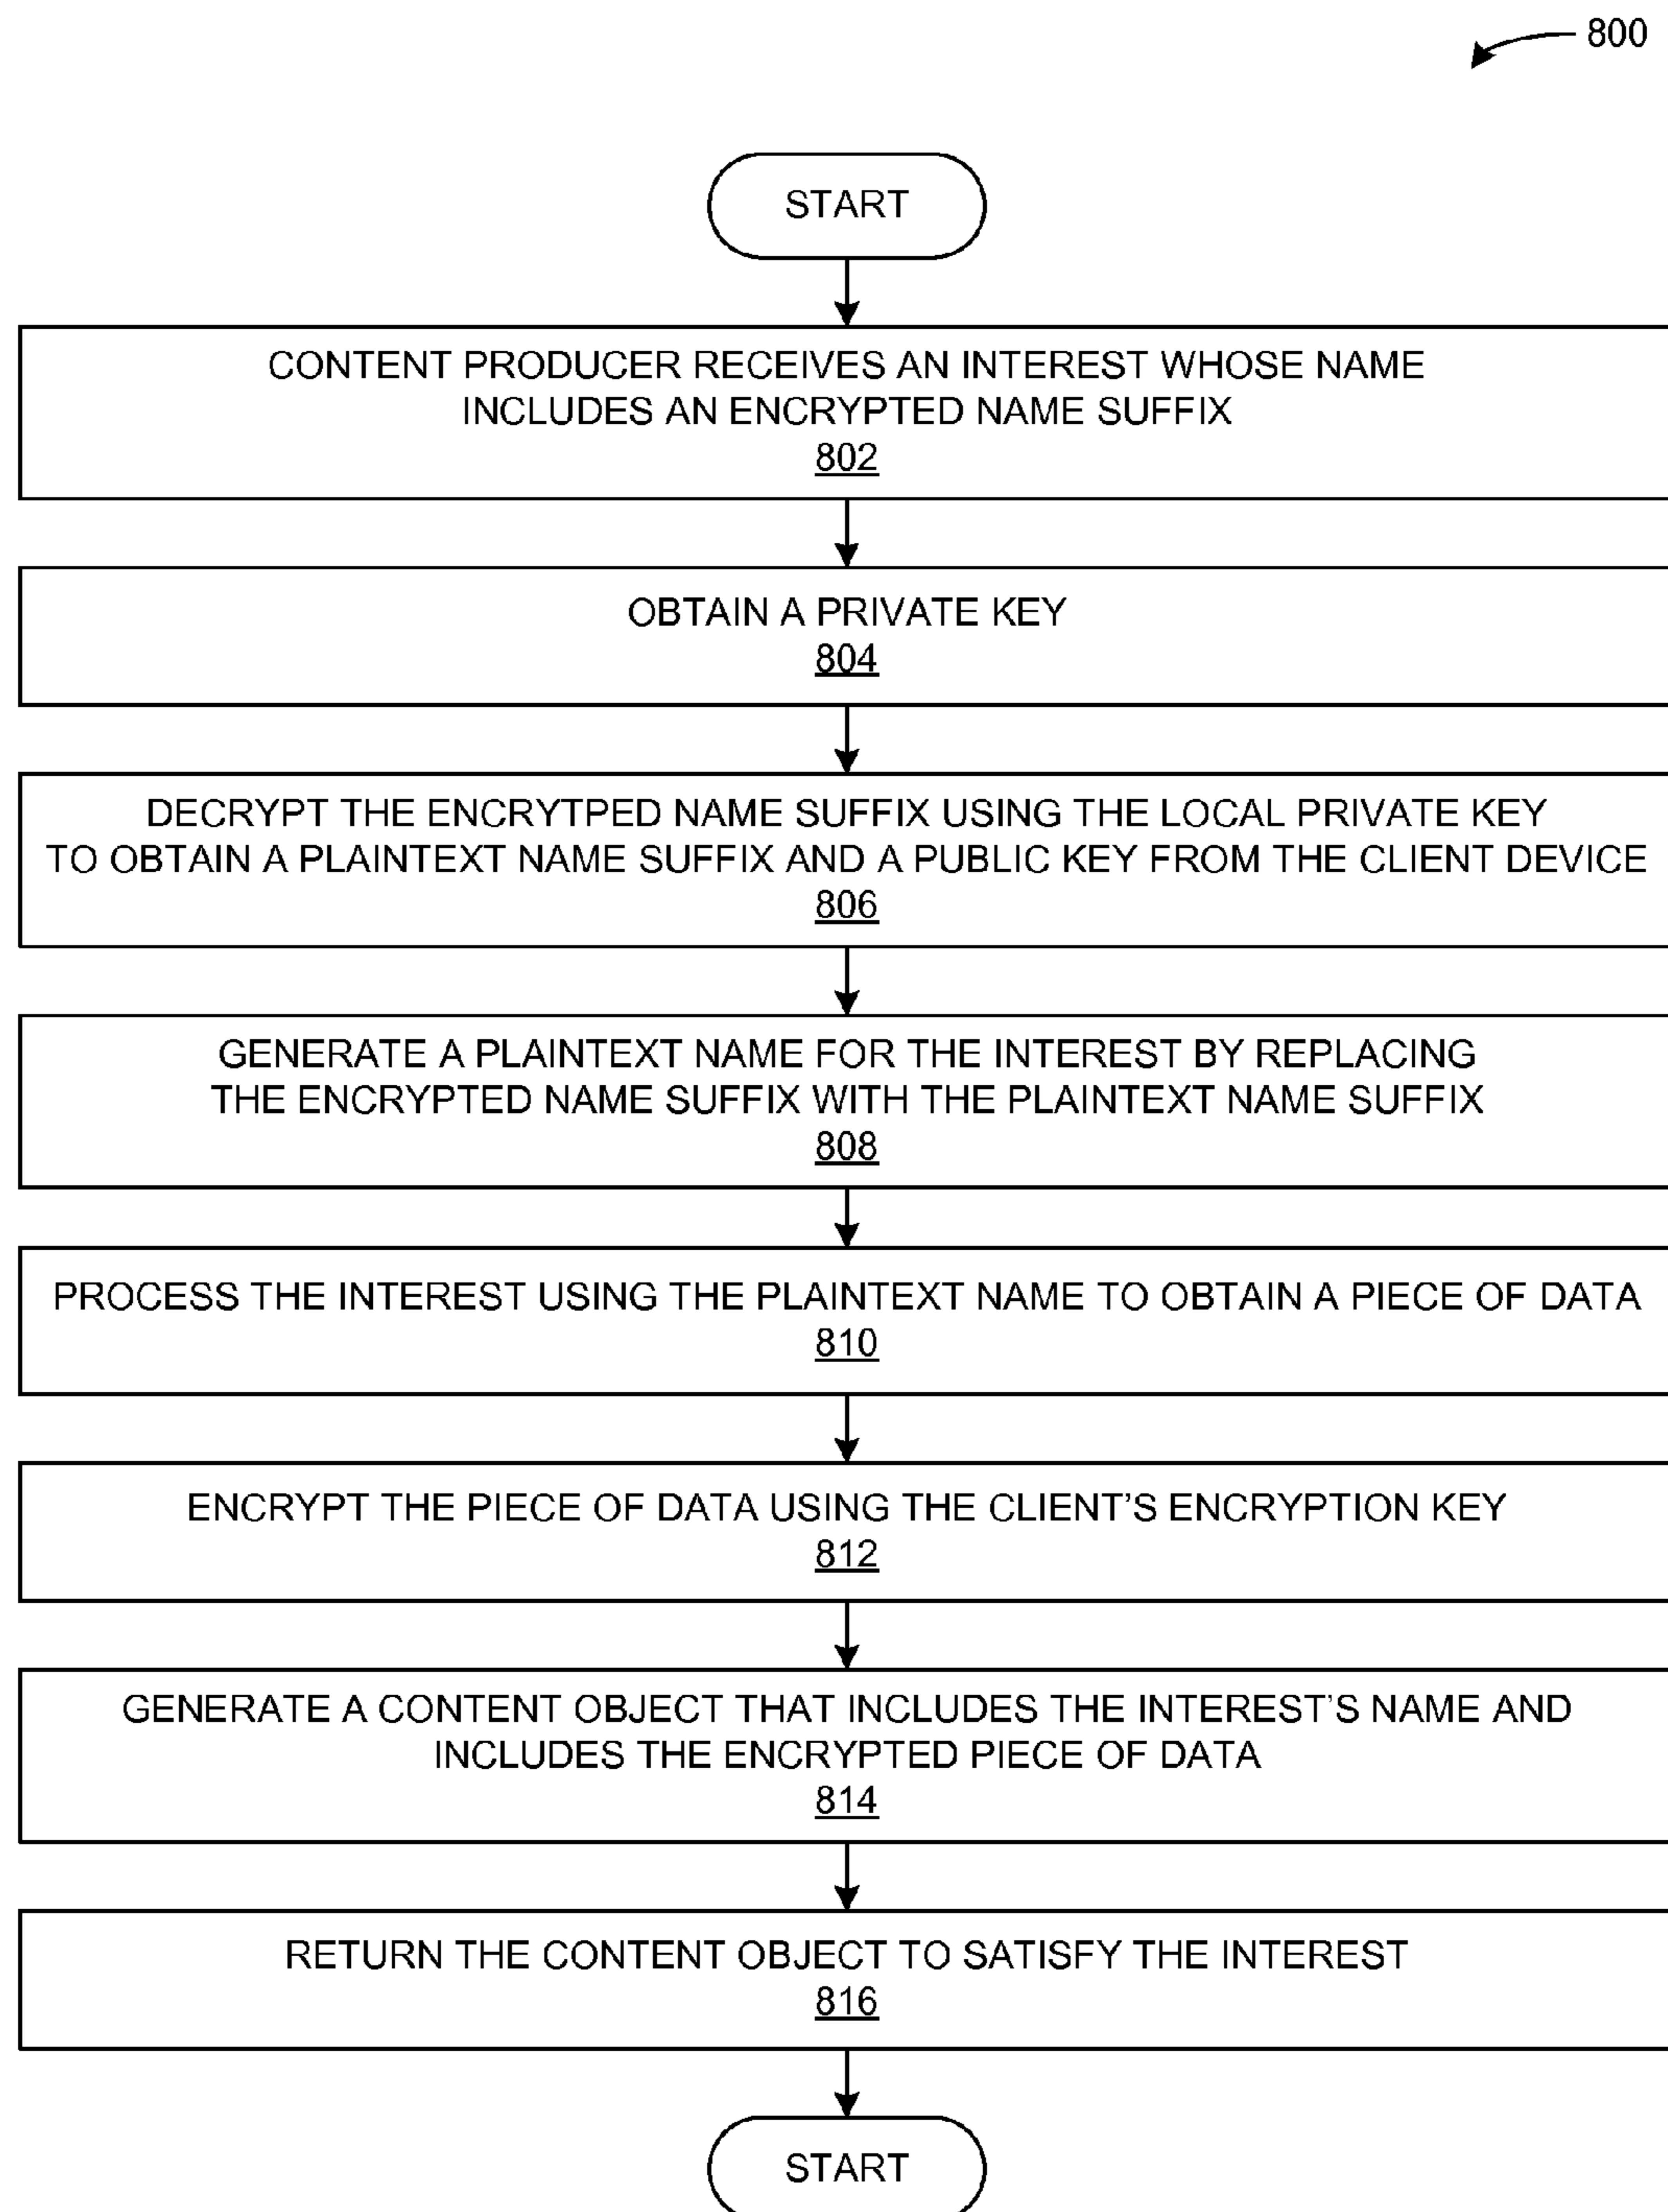 800
START
CONTENT PRODUCER RECEIVES AN INTEREST WHOSE NAME
INCLUDES AN ENCRYPTED NAME SUFFIX
802
OBTAIN A PRIVATE KEY
804
DECRYPT THE ENCRYTPED NAME SUFFIX USING THE LOCAL PRIVATE KEY
TO OBTAIN A PLAINTEXT NAME SUFFIX AND A PUBLIC KEY FROM THE CLIENT DEVICE
806
GENERATE A PLAINTEXT NAME FOR THE INTEREST BY REPLACING
THE ENCRYPTED NAME SUFFIX WITH THE PLAINTEXT NAME SUFFIX
808
PROCESS THE INTEREST USING THE PLAINTEXT NAME TO OBTAIN A PIECE OF DATA
810
ENCRYPT THE PIECE OF DATA USING THE CLIENT'S ENCRYPTION KEY
812
GENERATE A CONTENT OBJECT THAT INCLUDES THE INTEREST'S NAME AND
INCLUDES THE ENCRYPTED PIECE OF DATA
814
RETURN THE CONTENT OBJECT TO SATISFY THE INTEREST
816
START